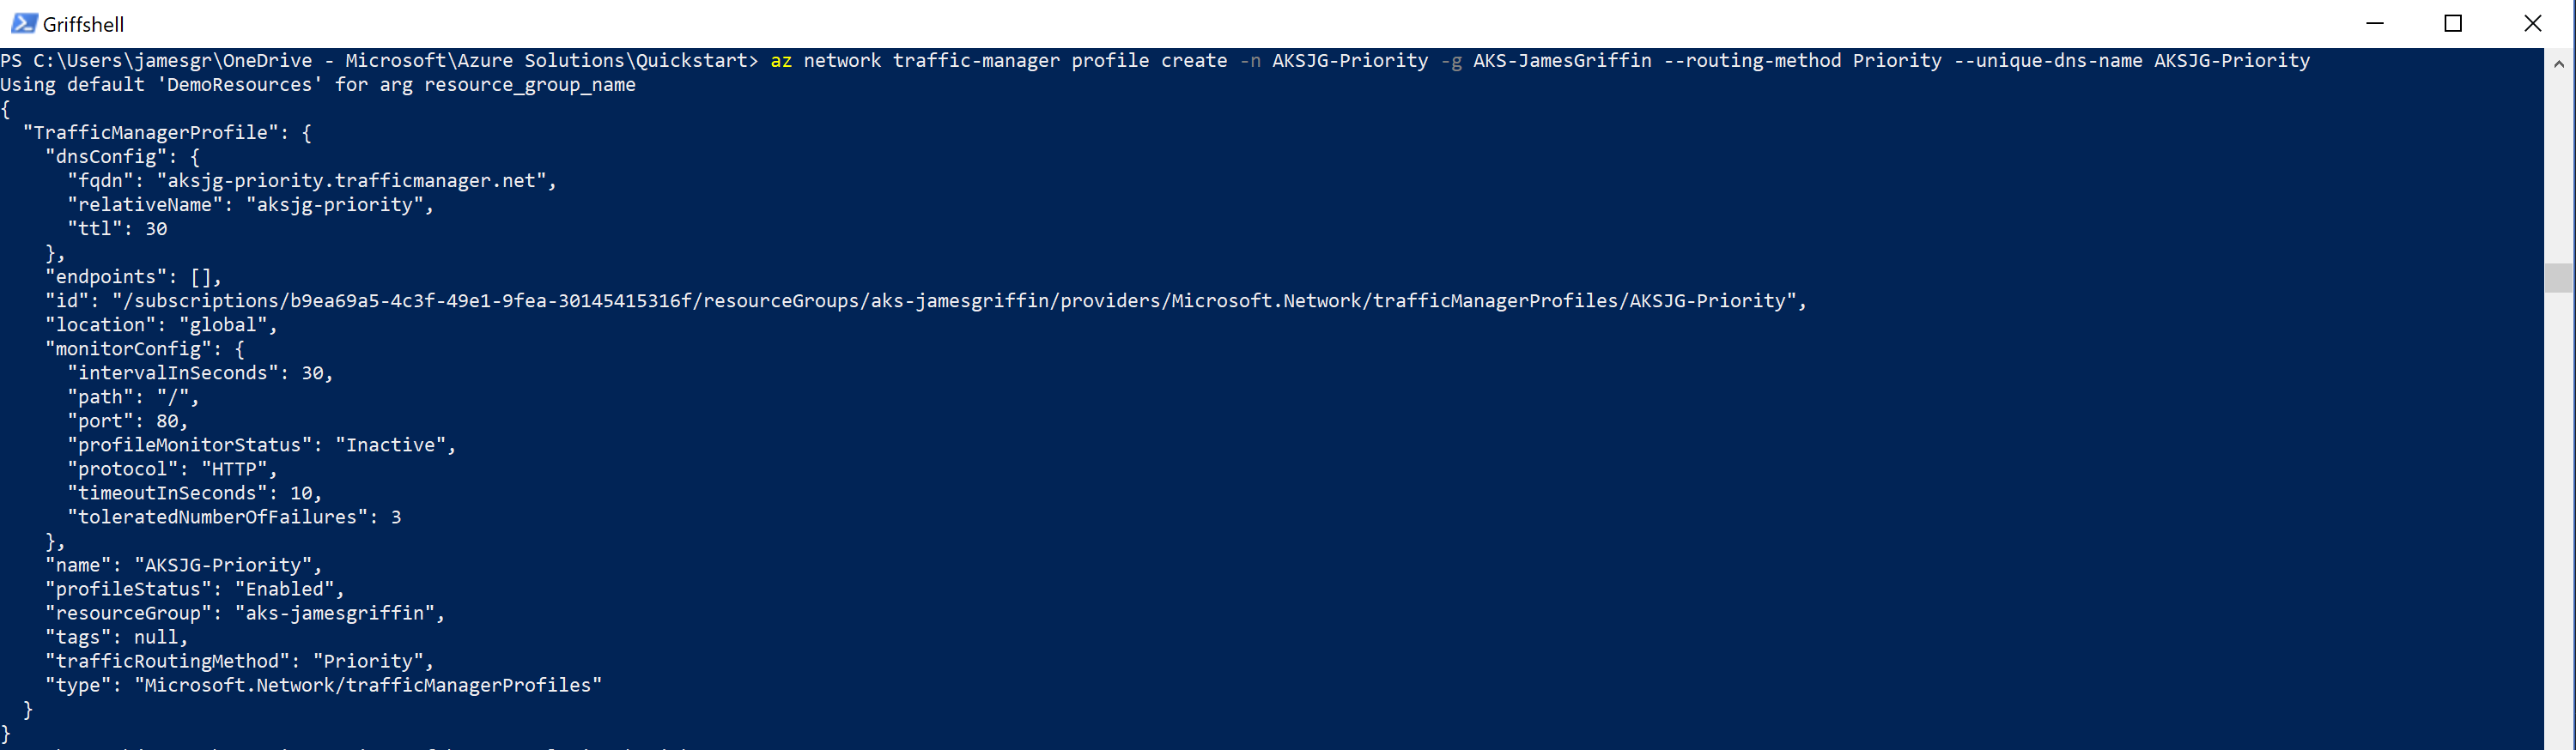 Griffshell
PS C:\Users\jamesgr\OneDrive - Microsoft\Azure Solutions\Quickstart> az network traffic-manager profile create -n AKSJG-Priority -g AKS-JamesGriffin --routing-method Priority --unique-dns-name AKSJG-Priority
Using default 'DemoResources' for arg resource_group_name
{
  "TrafficManagerProfile": {
    "dnsConfig": {
      "fqdn": "aksjg-priority.trafficmanager.net",
      "relativeName": "aksjg-priority",
      "ttl": 30
    },
    "endpoints": [],
    "id": "/subscriptions/b9ea69a5-4c3f-49e1-9fea-30145415316f/resourceGroups/aks-jamesgriffin/providers/Microsoft.Network/trafficManagerProfiles/AKSJG-Priority",
    "location": "global",
    "monitorConfig": {
      "intervalInSeconds": 30,
      "path": "/",
      "port": 80,
      "profileMonitorStatus": "Inactive",
      "protocol": "HTTP",
      "timeoutInSeconds": 10,
      "toleratedNumberOfFailures": 3
    },
    "name": "AKSJG-Priority",
    "profileStatus": "Enabled",
    "resourceGroup": "aks-jamesgriffin",
    "tags": null,
    "trafficRoutingMethod": "Priority",
    "type": "Microsoft.Network/trafficManagerProfiles"
  }
}